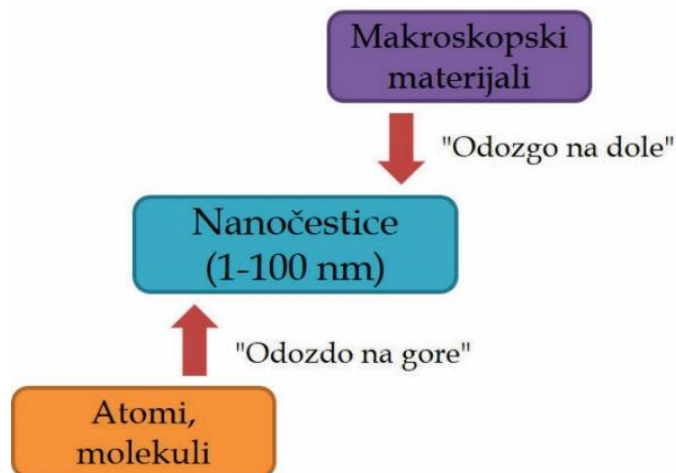 Makroskopski
materijali
"Odozgo na dole"
Nanočestice
(1-100 nm)
"Odozdo na gore"
Atomi,
molekuli